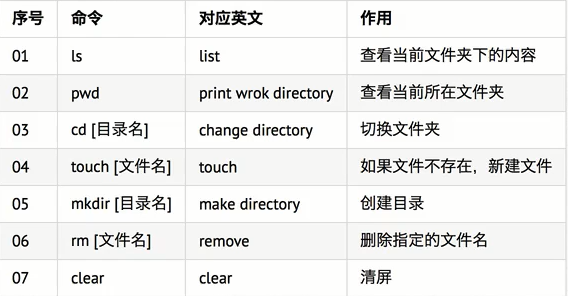 序号 命令 对应英文 作用
01 ls list 查看当前文件夹下的内容
02 pwd print wrok directory 查看当前所在文件夹
03 cd [目录名] change directory 切换文件夹
04 touch [文件名] touch 如果文件不存在，新建文件
05 mkdir [目录名] make directory 创建目录
06 rm [文件名] remove 删除指定的文件名
07 clear clear 清屏